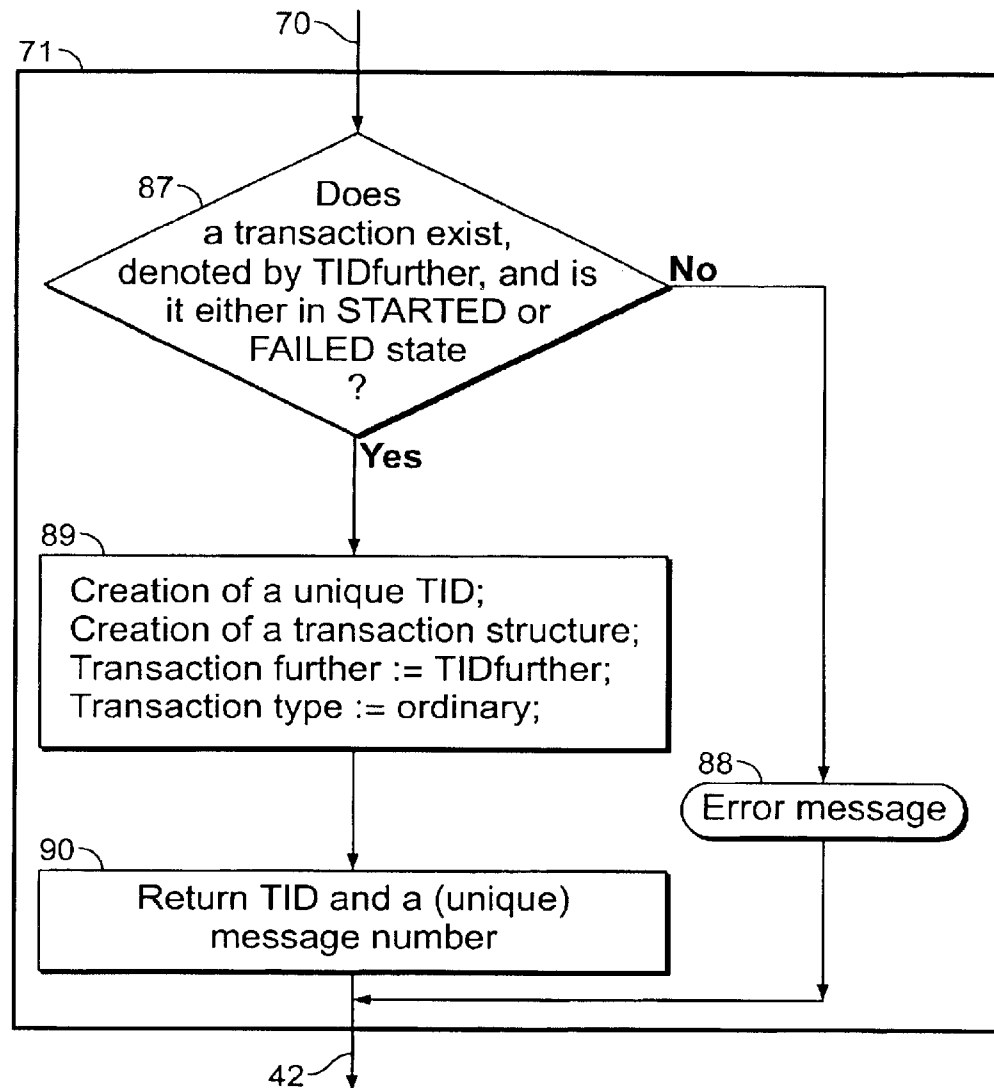 70
71
87
Does
a transaction exist,
denoted by TIDfurther, and is
it either in STARTED or
FAILED state
?
No
Yes
89
Creation of a unique TID;
Creation of a transaction structure;
Transaction further := TIDfurther;
Transaction type := ordinary;
88
Error message
90
Return TID and a (unique)
message number
42